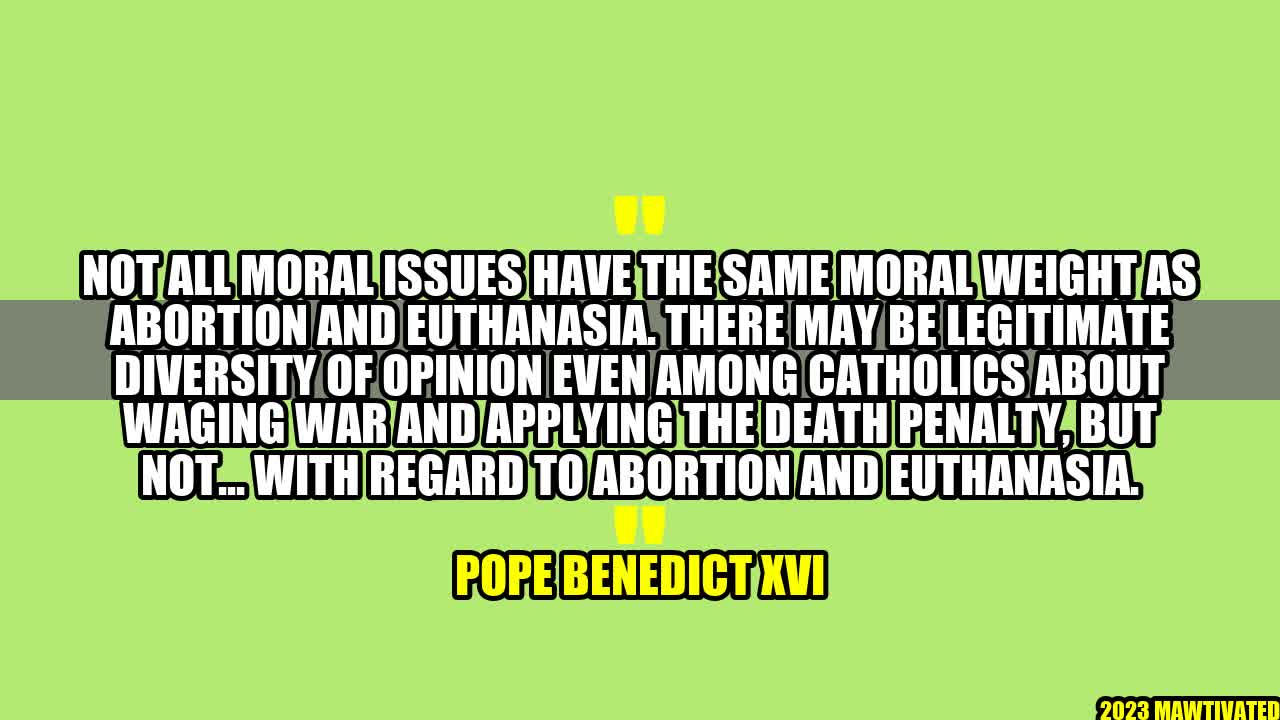 "
NOT ALL MORAL ISSUES HAVE THE SAME MORAL WEIGHT AS
ABORTION AND EUTHANASIA. THERE MAY BE LEGITIMATE
DIVERSITY OF OPINION EVEN AMONG CATHOLICS ABOUT
WAGING WAR AND APPLYING THE DEATH PENALTY, BUT
NOT... WITH REGARD TO ABORTION AND EUTHANASIA.
"
POPE BENEDICT XVI
2023 MAWTIVATED